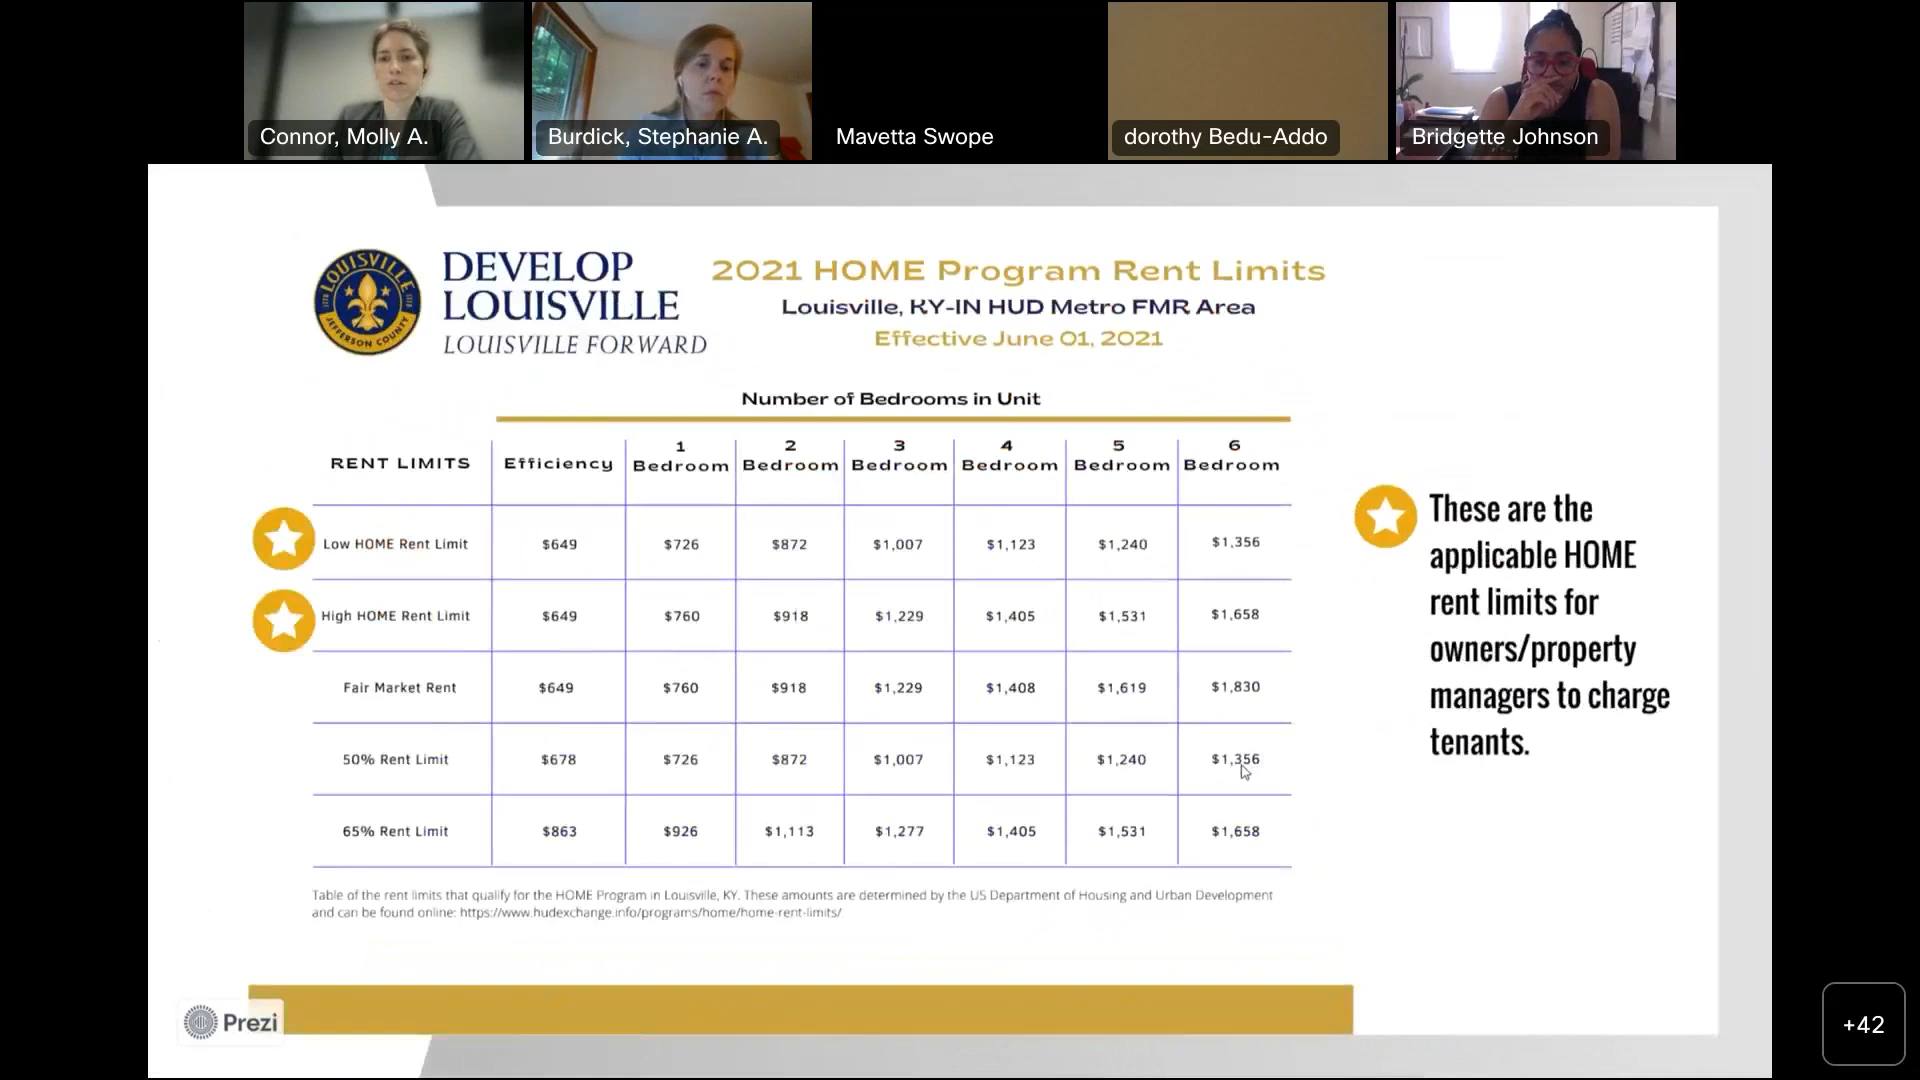 Connor, Molly A.
Burdick, Stephanie A.
Mavetta Swope
dorothy Bedu-Addo
Bridgette Johnson
LOUISVILLE
JEFFERSON COUNTY
DEVELOP
LOUISVILLE
LOUISVILLE FORWARD
2021 HOME Program Rent Limits
Louisville, KY-IN HUD Metro FMR Area
Effective June 01, 2021
Number of Bedrooms in Unit
RENT LIMITS Efficiency 1 Bedroom 2 Bedroom 3 Bedroom 4 Bedroom 5 Bedroom 6 Bedroom
Low HOME Rent Limit $649 $726 $872 $1,007 $1,123 $1,240 $1,356
High HOME Rent Limit $649 $760 $918 $1,229 $1,405 $1,531 $1,658
Fair Market Rent $649 $760 $918 $1,229 $1,408 $1,619 $1,830
50% Rent Limit $678 $726 $872 $1,007 $1,123 $1,240 $1,356
65% Rent Limit $863 $926 $1,113 $1,277 $1,405 $1,531 $1,658
Table of the rent limits that qualify for the HOME Program in Louisville, KY. These amounts are determined by the US Department of Housing and Urban Development
and can be found online: https://www.hudexchange.info/programs/home/home-rent-limits/
These are the
applicable HOME
rent limits for
owners/property
managers to charge
tenants.
Prezi
+42